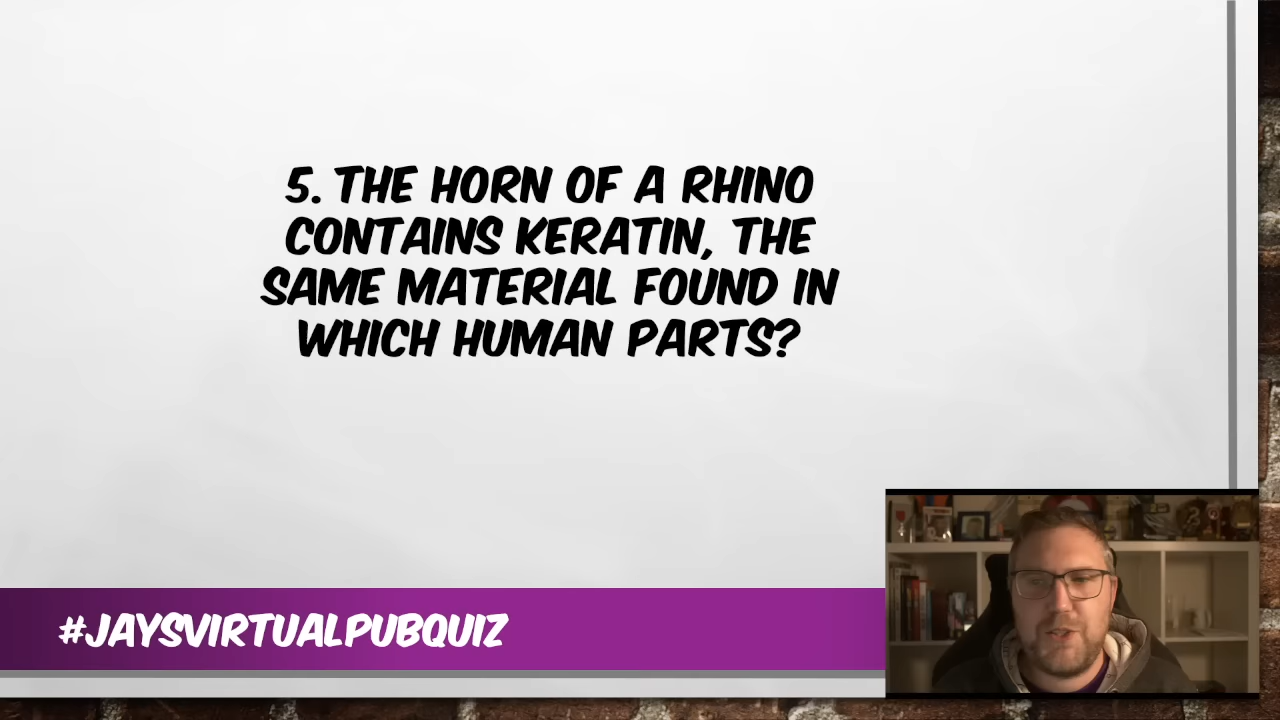 5. THE HORN OF A RHINO
CONTAINS KERATIN, THE
SAME MATERIAL FOUND IN
WHICH HUMAN PARTS?
#JAYSVIRTUALPUBQUIZ